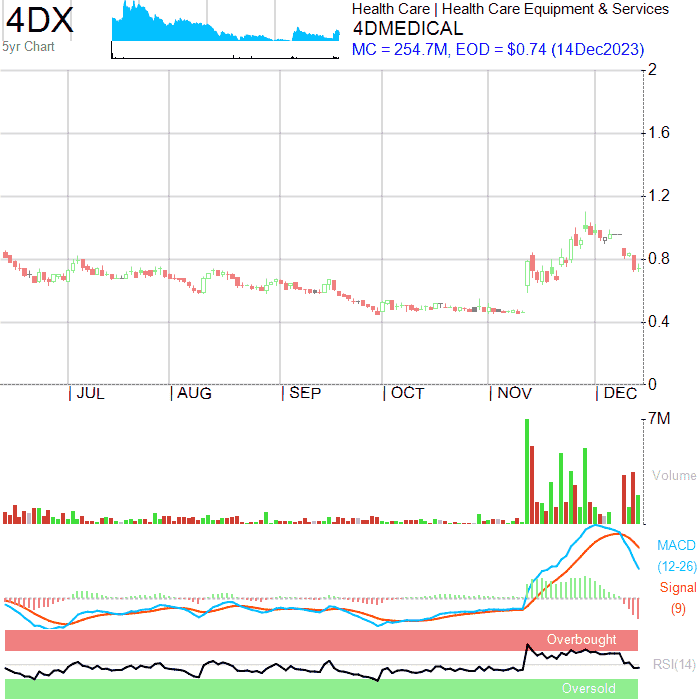 4DX
5yr Chart
Health Care | Health Care Equipment & Services
4DMEDICAL
MC = 254.7M, EOD = $0.74 (14Dec2023)
2
1.6
1.2
0.8
0.4
0
JUL AUG SEP OCT NOV DEC
7M
Volume
MACD
(12-26)
Signal
(9)
Overbought
RSI(14)
Oversold